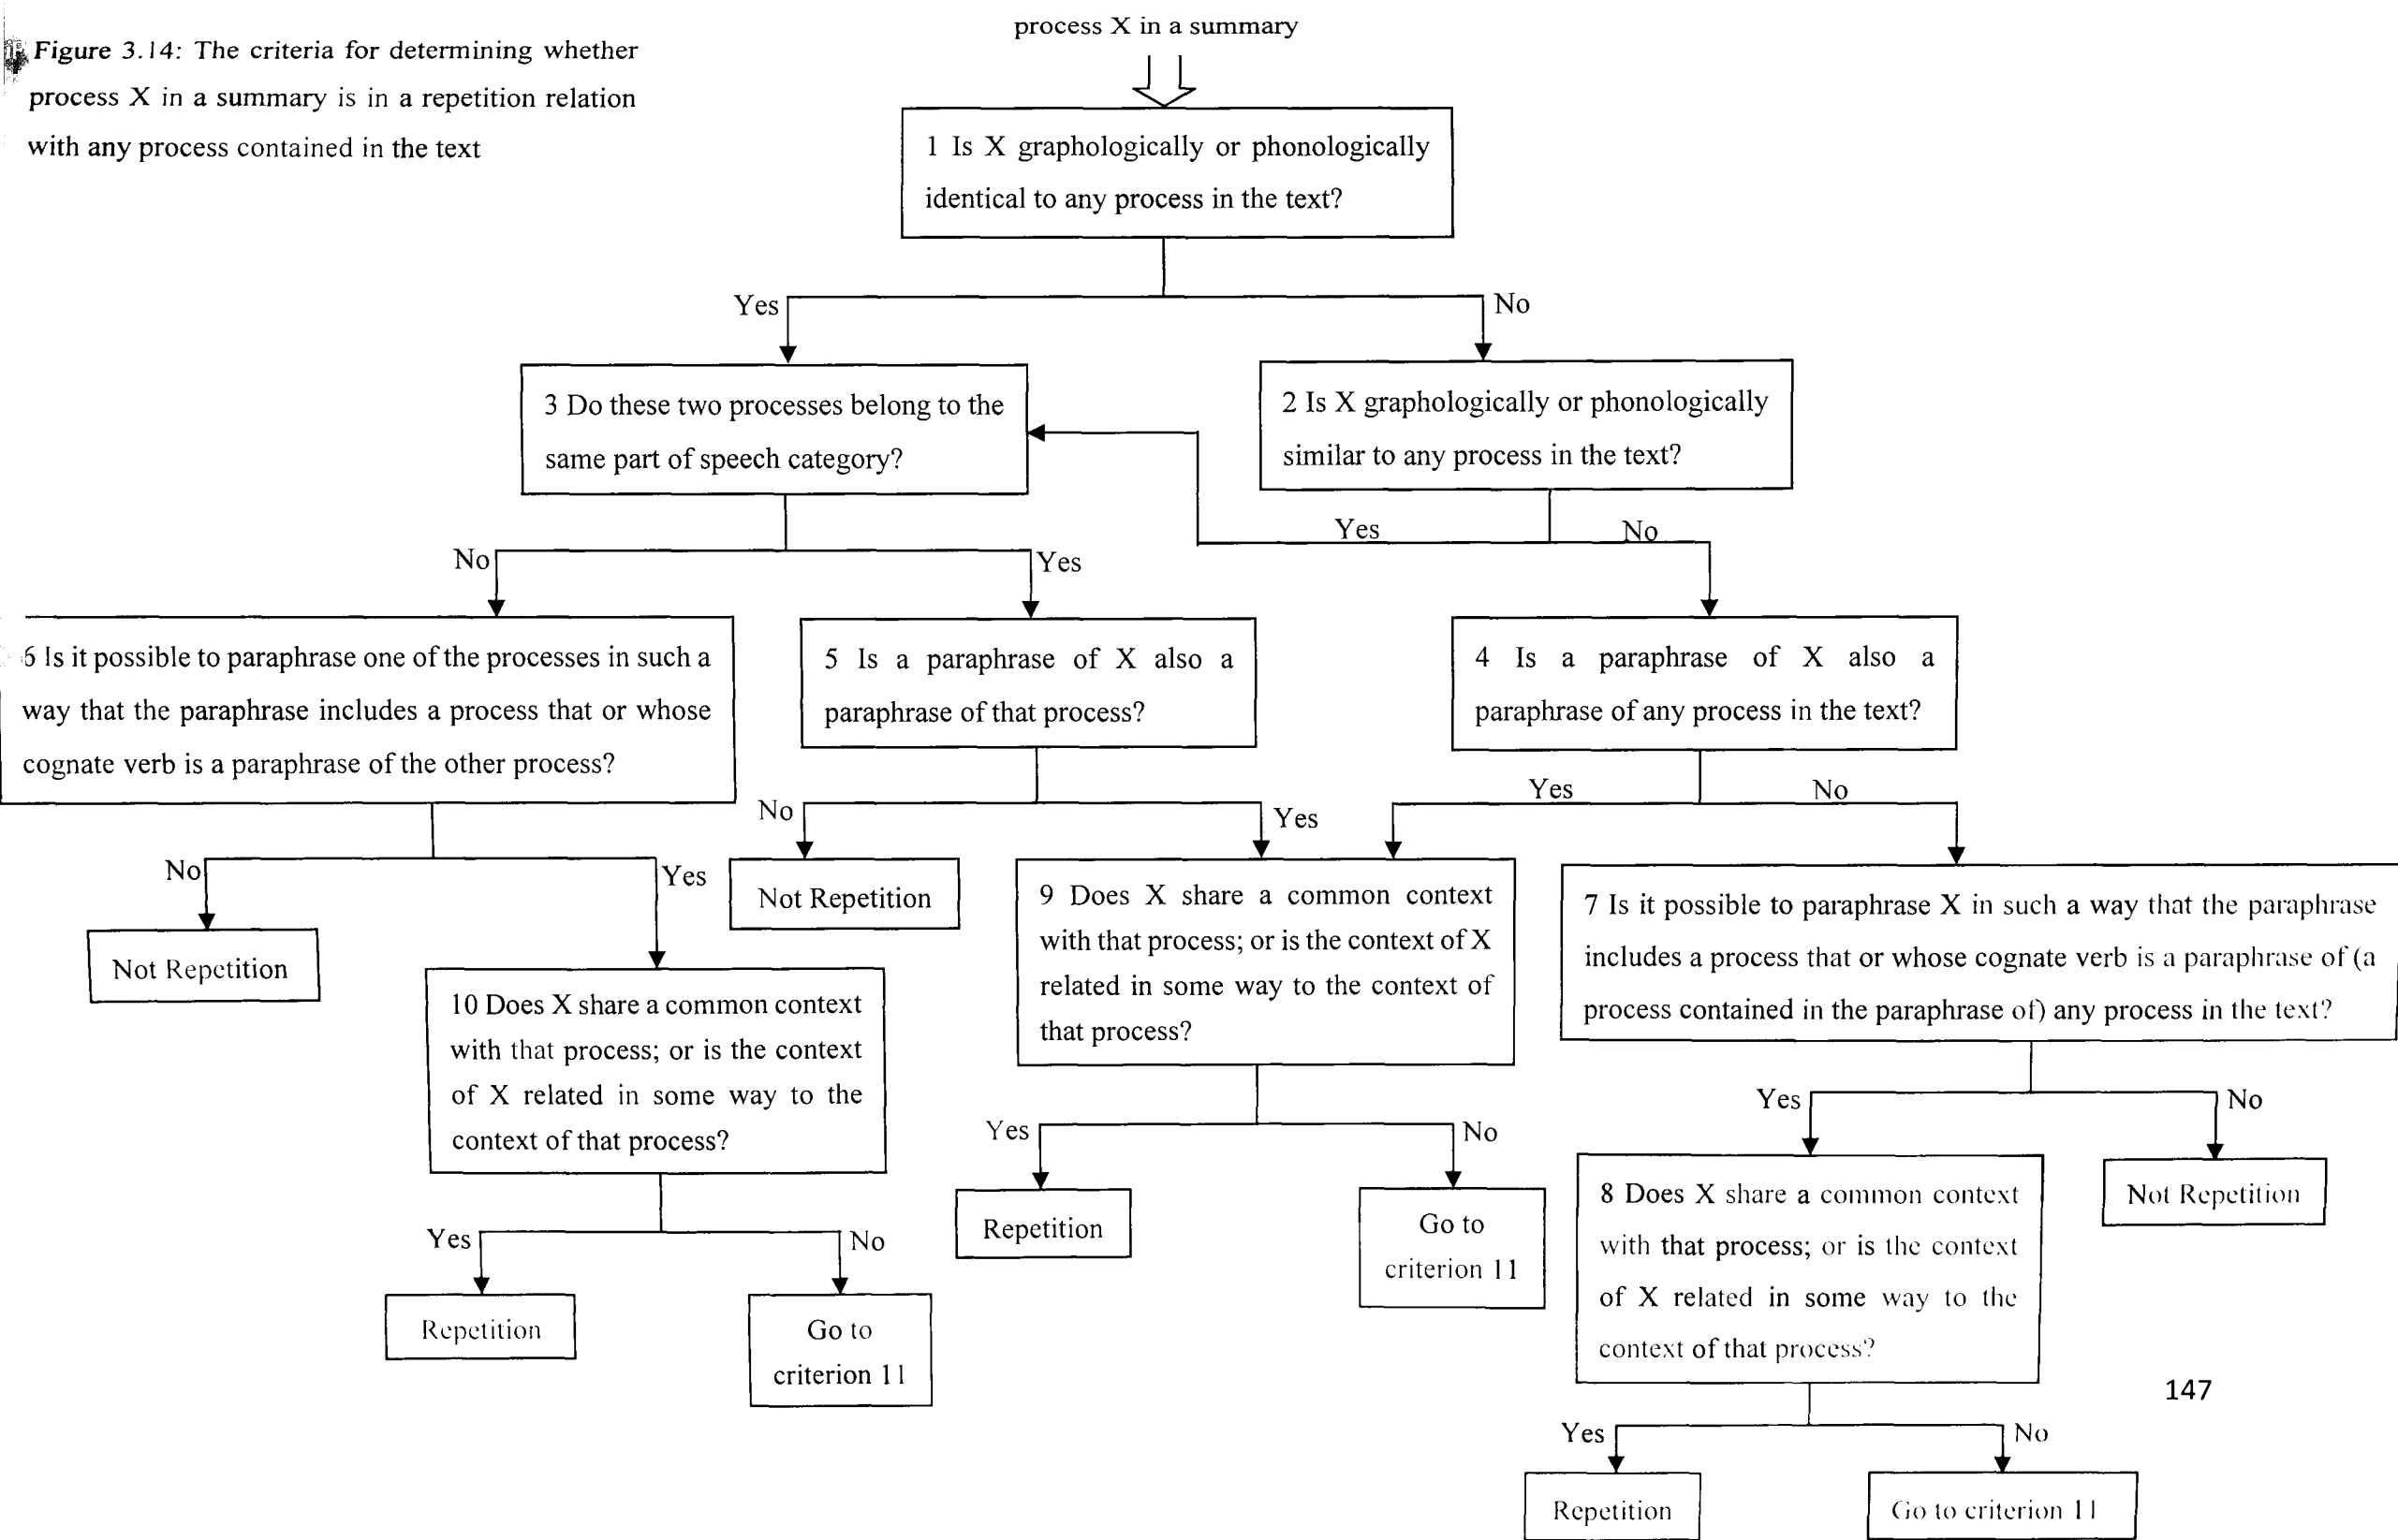 process X in a summary
Figure 3.14: The criteria for determining whether
process X in a summary is in a repetition relation
with any process contained in the text
1 Is X graphologically or phonologically
identical to any process in the text?
Yes
No
3 Do these two processes belong to the
same part of speech category?
2 Is X graphologically or phonologically
similar to any process in the text?
Yes
No
No
Yes
6 Is it possible to paraphrase one of the processes in such a
way that the paraphrase includes a process that or whose
cognate verb is a paraphrase of the other process?
5 Is a paraphrase of X also a
paraphrase of that process?
4 Is a paraphrase of X also a
paraphrase of any process in the text?
No
Yes
Yes
No
No
Yes
Not Repetition
Not Repetition
9 Does X share a common context
with that process; or is the context of X
related in some way to the context of
that process?
7 Is it possible to paraphrase X in such a way that the paraphrase
includes a process that or whose cognate verb is a paraphrase of (a
process contained in the paraphrase of) any process in the text?
10 Does X share a common context
with that process; or is the context
of X related in some way to the
context of that process?
Yes
No
Yes
No
Repetition
Go to
criterion 11
8 Does X share a common context
with that process; or is the context
of X related in some way to the
context of that process?
Not Repetition
Yes
No
Repetition
Go to
criterion 11
147
Yes
No
Repetition
Go to criterion 11